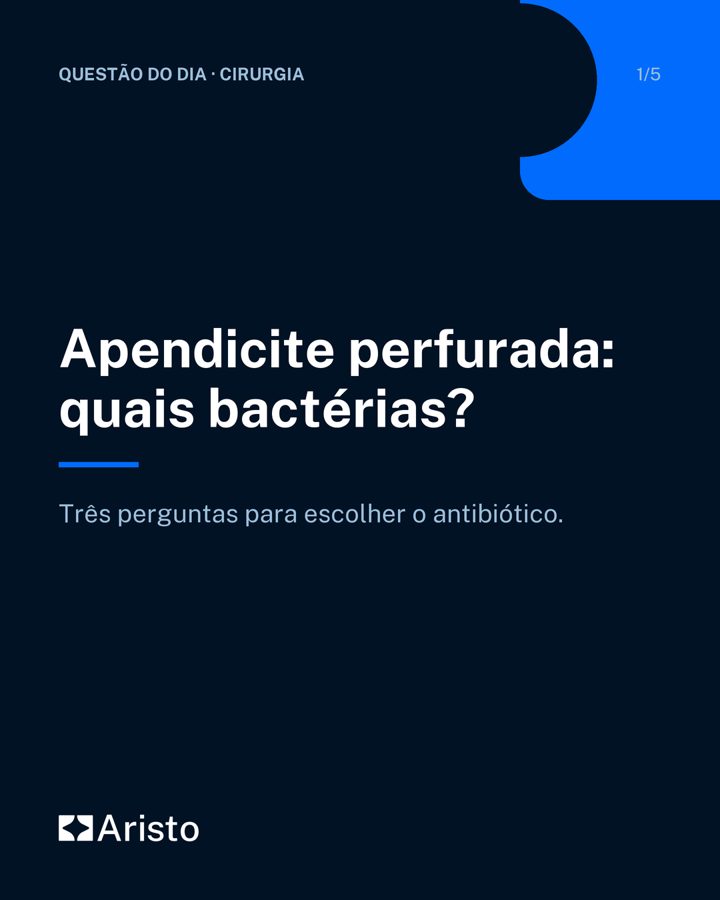 QUESTÃO DO DIA · CIRURGIA
1/5
Apendicite perfurada:
quais bactérias?
Três perguntas para escolher o antibiótico.
Aristo